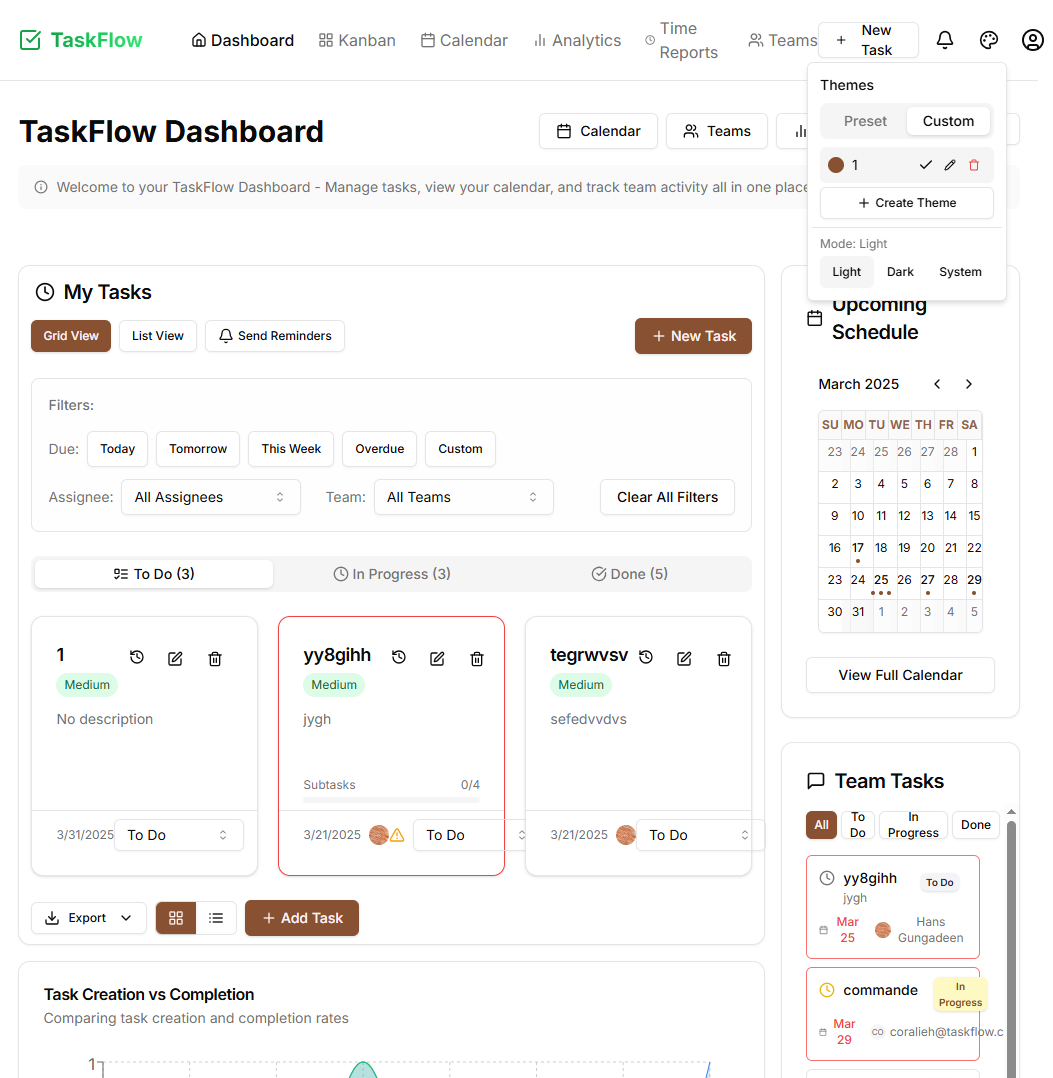 TaskFlow
Dashboard
Kanban
Calendar
Analytics
Time
Reports
Teams
New
Task
Themes
Preset
Custom
1
Create Theme
Mode: Light
Light
Dark
System
TaskFlow Dashboard
Calendar
Teams
Welcome to your TaskFlow Dashboard - Manage tasks, view your calendar, and track team activity all in one place
My Tasks
Grid View
List View
Send Reminders
New Task
Filters:
Due:
Today
Tomorrow
This Week
Overdue
Custom
Assignee:
All Assignees
Team:
All Teams
Clear All Filters
To Do (3)
In Progress (3)
Done (5)
1
Medium
No description
3/31/2025
To Do
yy8gihh
Medium
jygh
Subtasks
0/4
3/21/2025
To Do
tegrwvsv
Medium
sefedvvdvs
3/21/2025
To Do
Export
Add Task
Task Creation vs Completion
Comparing task creation and completion rates
1
Upcoming
Schedule
March 2025
SU MO TU WE TH FR SA
23 24 25 26 27 28 1
2 3 4 5 6 7 8
9 10 11 12 13 14 15
16 17 18 19 20 21 22
23 24 25 26 27 28 29
30 31 1 2 3 4 5
View Full Calendar
Team Tasks
All
To
Do
In
Progress
Done
yy8gihh
To Do
jygh
Mar
25
Hans
Gungadeen
commande
In
Progress
Mar
29
CO
coralieh@taskflow.c